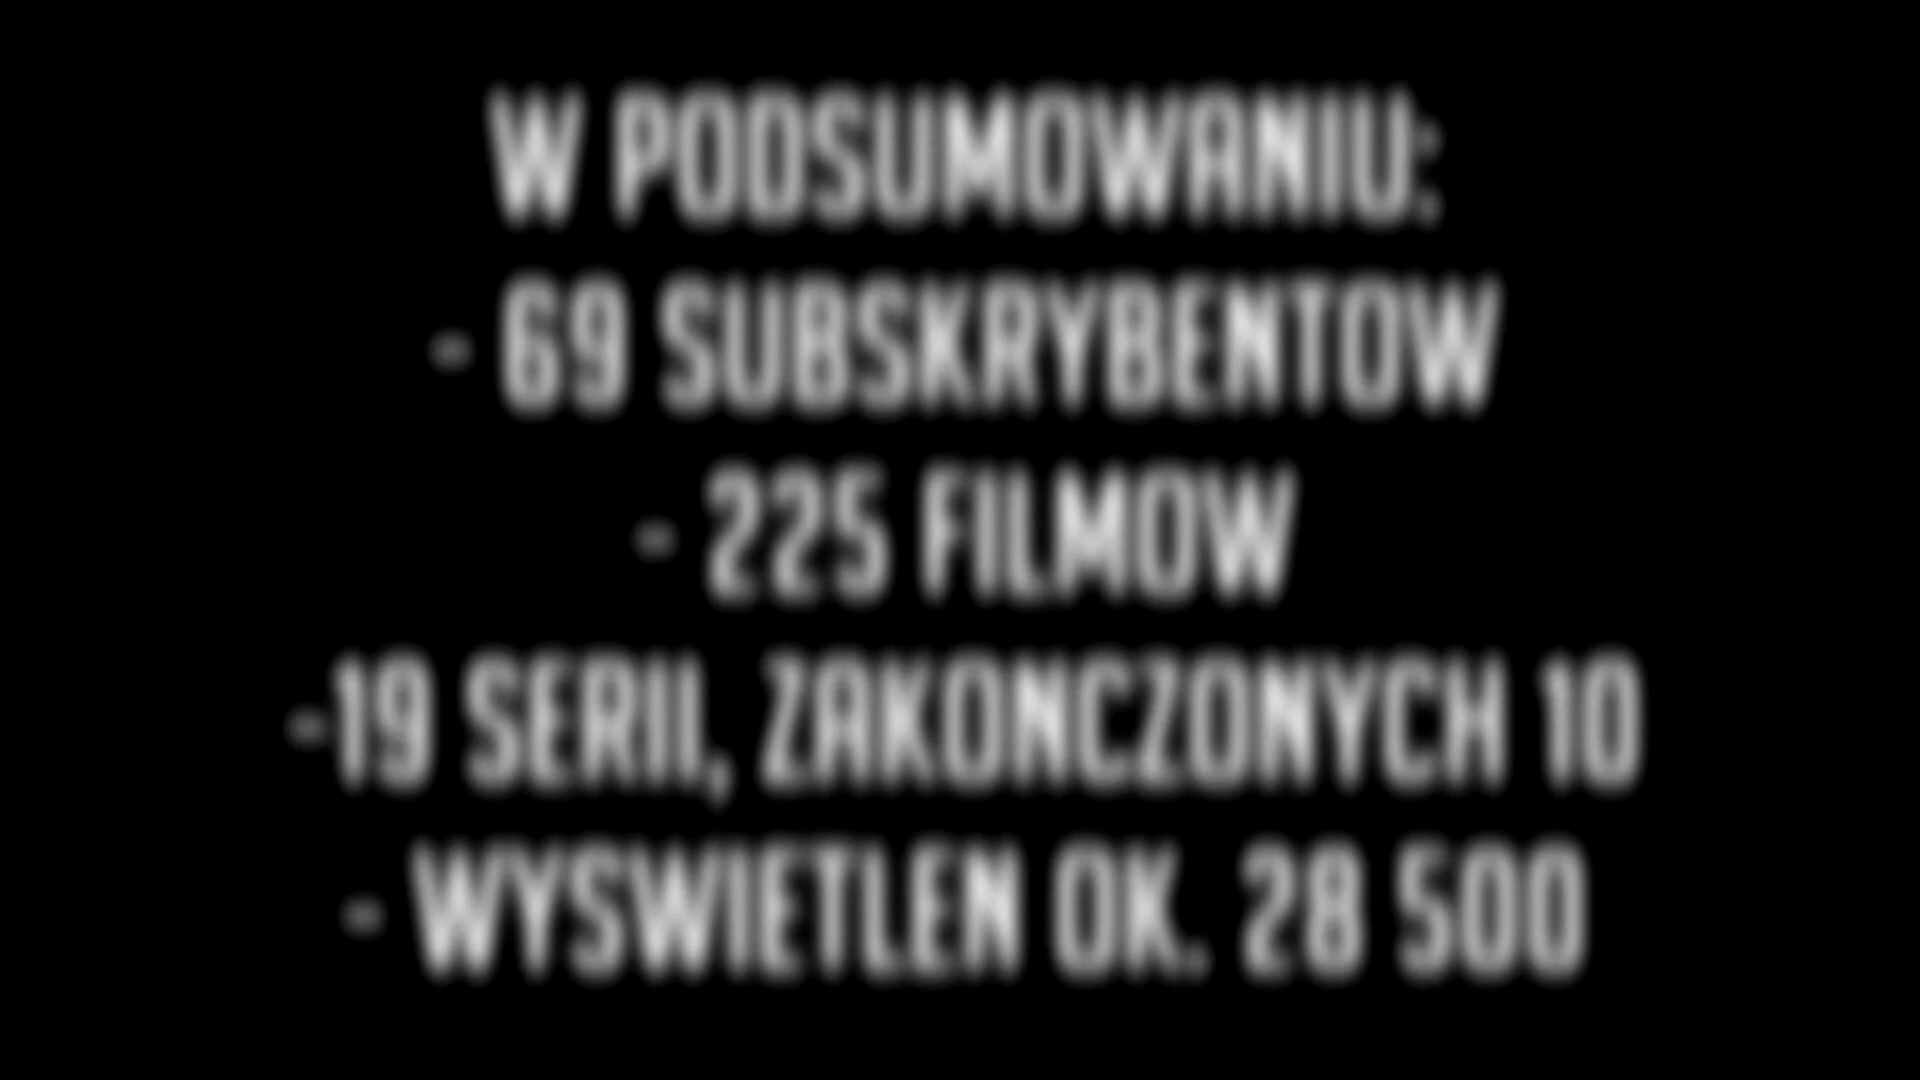 W PODSUMOWANIU:
- 69 SUBSKRYBENTOW
- 225 FILMOW
-19 SERII, ZAKONCZONYCH 10
- WYSWIETLEN OK. 28 500